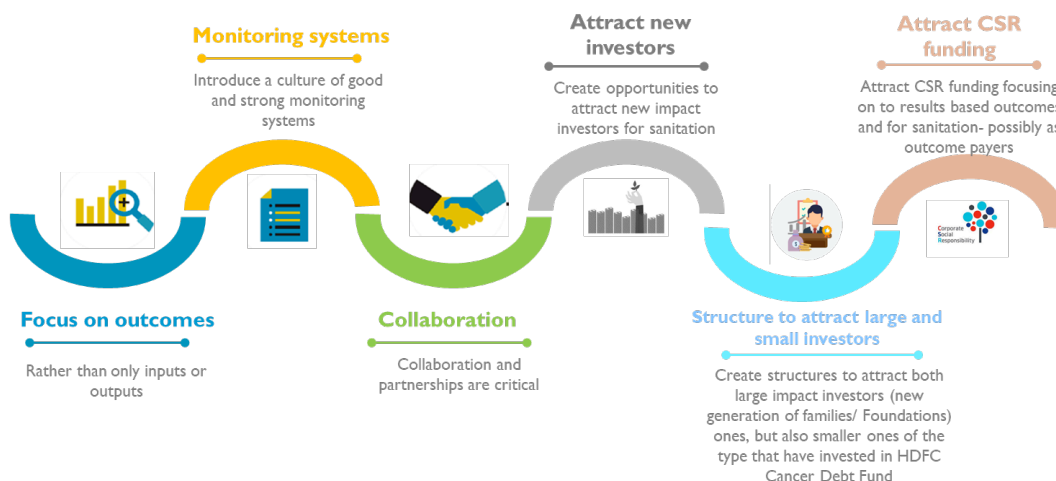 Focus on outcomes
Rather than only inputs or
outputs
Monitoring systems
Introduce a culture of good
and strong monitoring
systems
Collaboration
Collaboration and
partnerships are critical
Attract new
investors
Create opportunities to
attract new impact
investors for sanitation
Structure to attract large and
small investors
Create structures to attract both
large impact investors (new
generation of families/ Foundations)
ones, but also smaller ones of the
type that have invested in HDFC
Cancer Debt Fund
Attract CSR
funding
Attract CSR funding focusing
on to results based outcomes
and for sanitation- possibly as
outcome payers
Corporate
Social
Responsibility